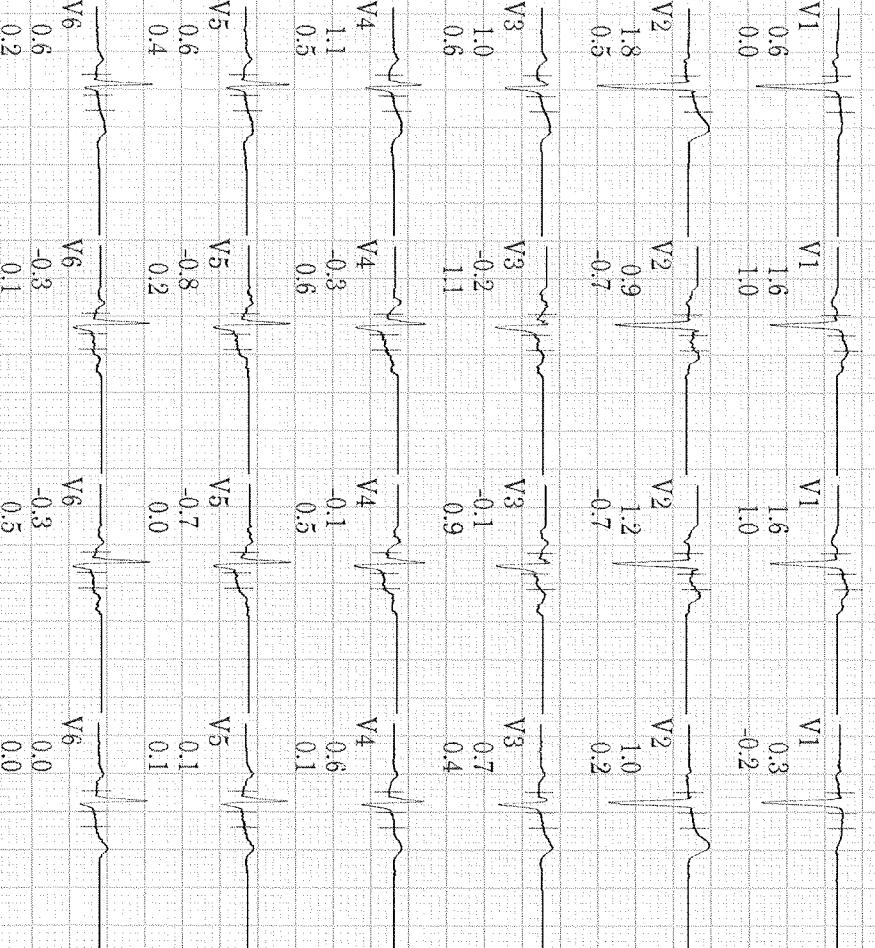 V1 V1 V1 V1
0.6 1.6 1.6 0.3
0.0 1.0 1.0 -0.2
V2 V2 V2 V2
1.8 0.9 1.2 1.0
0.5 -0.7 -0.7 0.2
V3 V3 V3 V3
1.0 -0.2 -0.1 0.7
0.6 1.1 0.9 0.4
V4 V4 V4 V4
1.1 -0.3 -0.1 0.6
0.5 0.6 0.5 0.1
V5 V5 V5 V5
0.6 -0.8 -0.7 0.1
0.4 0.2 0.0 0.1
V6 V6 V6 V6
0.6 -0.3 -0.3 0.0
0.2 0.1 0.5 0.0